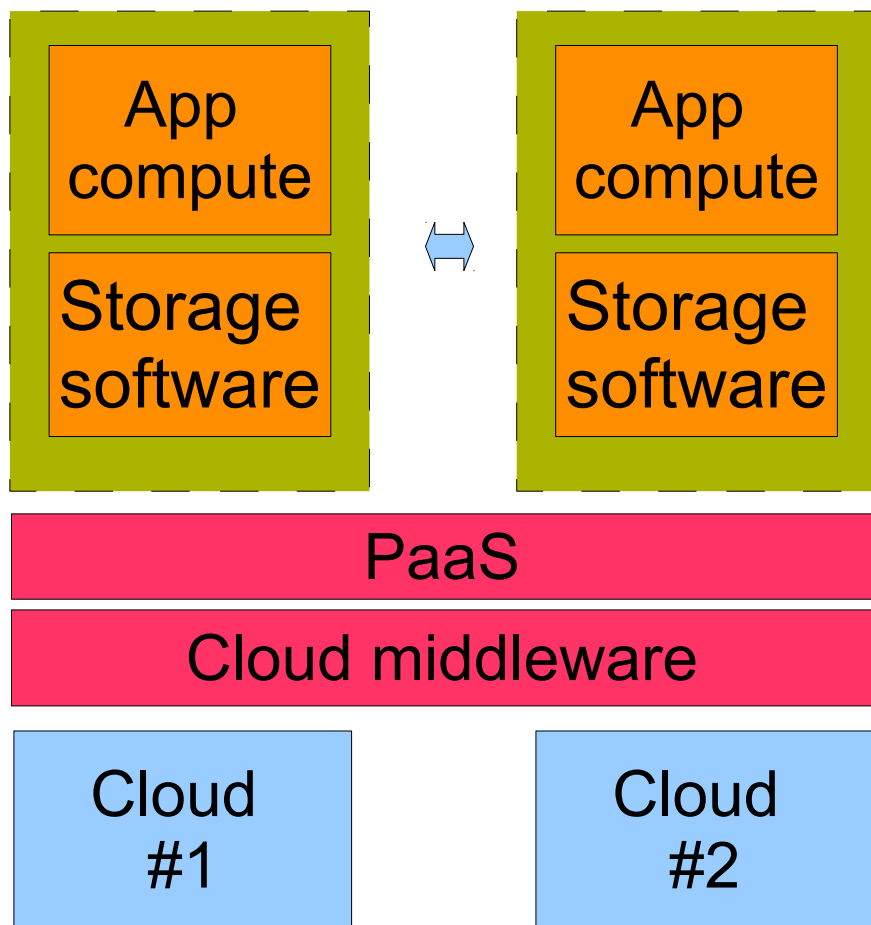 App
compute
Storage
software
App
compute
Storage
software
PaaS
Cloud middleware
Cloud
#1
Cloud
#2